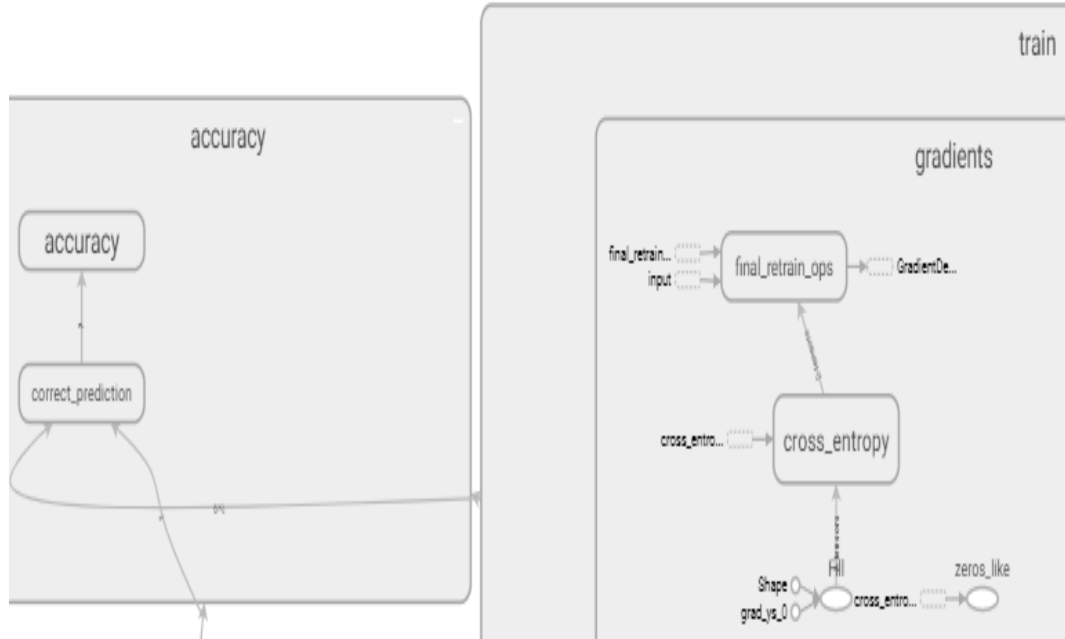 train
accuracy
gradients
accuracy
final_retrain...
input
final_retrain_ops
GradientDe...
correct_prediction
cross_entro...
cross_entropy
Fill
zeros_like
Shape
grad_ys_0
cross_entro...